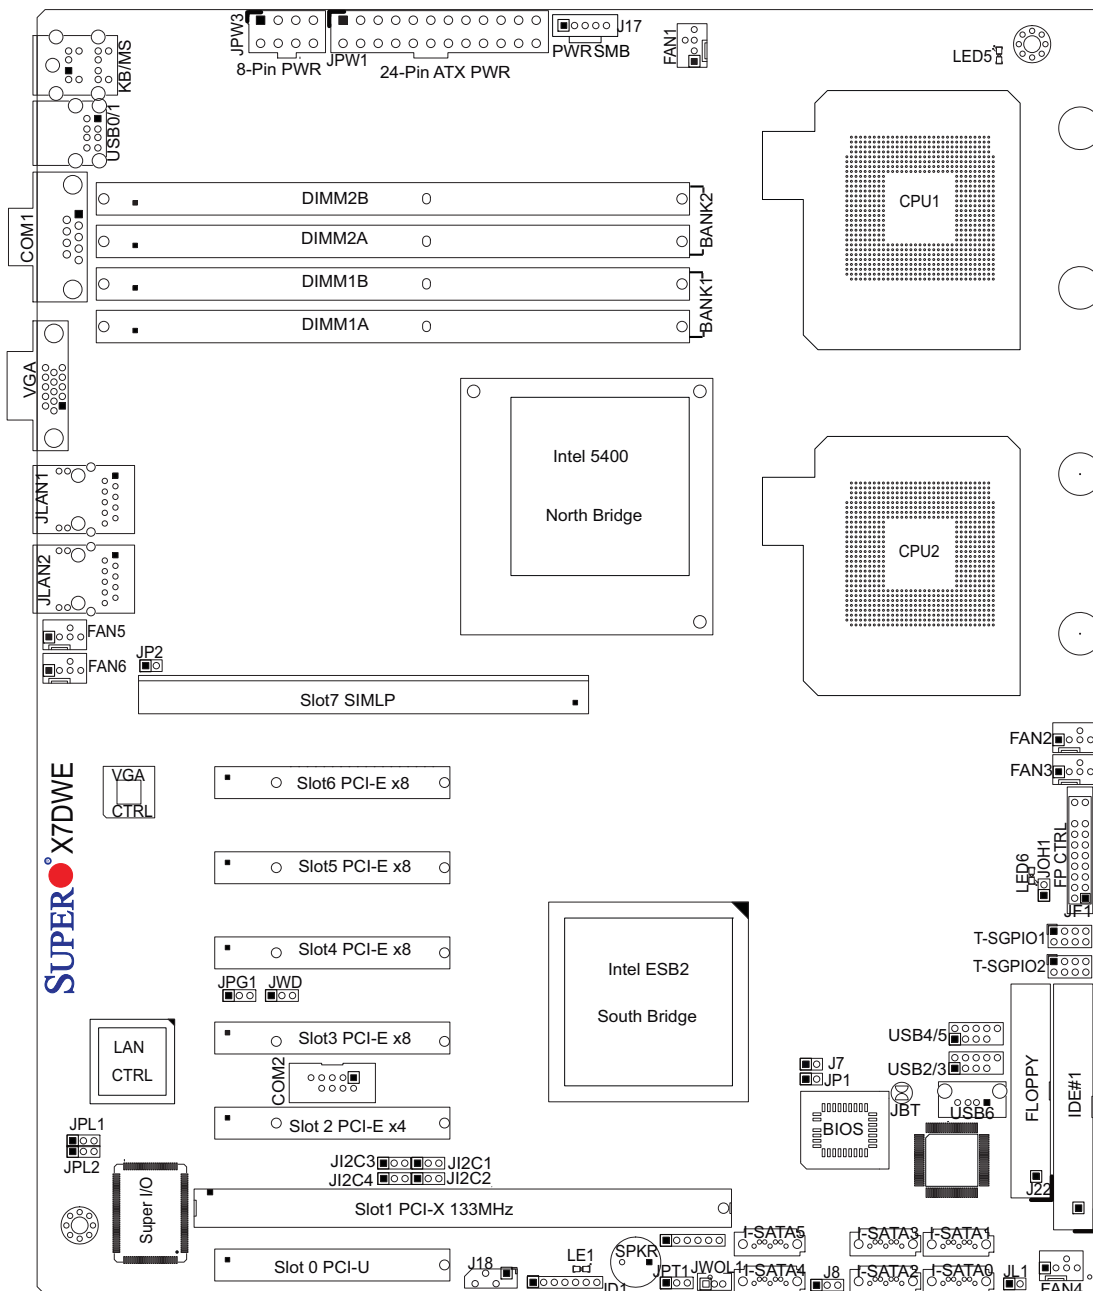 JPW3
8-Pin PWR
JPW1
24-Pin ATX PWR
J17
PWR SMB
FAN1
LED5
KB/MS
USB0/1
COM1
VGA
DIMM2B
DIMM2A
BANK2
DIMM1B
DIMM1A
BANK1
CPU1
Intel 5400
North Bridge
CPU2
JLAN1
JLAN2
FAN5
FAN6
JP2
Slot7 SIMLP
FAN2
FAN3
VGA
CTRL
SUPER X7DWE
Slot6 PCI-E x8
Slot5 PCI-E x8
Slot4 PCI-E x8
JPG1
JWD
Slot3 PCI-E x8
COM2
Slot 2 PCI-E x4
LED6
JOH1
FP CTRL
JF1
T-SGPIO1
T-SGPIO2
Intel ESB2
South Bridge
LAN
CTRL
USB4/5
USB2/3
J7
JP1
JBT
USB6
BIOS
FLOPPY
IDE#1
J22
JPL1
JPL2
JI2C3
JI2C1
JI2C4
JI2C2
Super I/O
Slot1 PCI-X 133MHz
Slot 0 PCI-U
J18
LE1
JD1
SPKR
JPT1
JWOL1
I-SATA5
I-SATA4
J8
I-SATA3
I-SATA2
I-SATA1
I-SATA0
JL1
FAN4